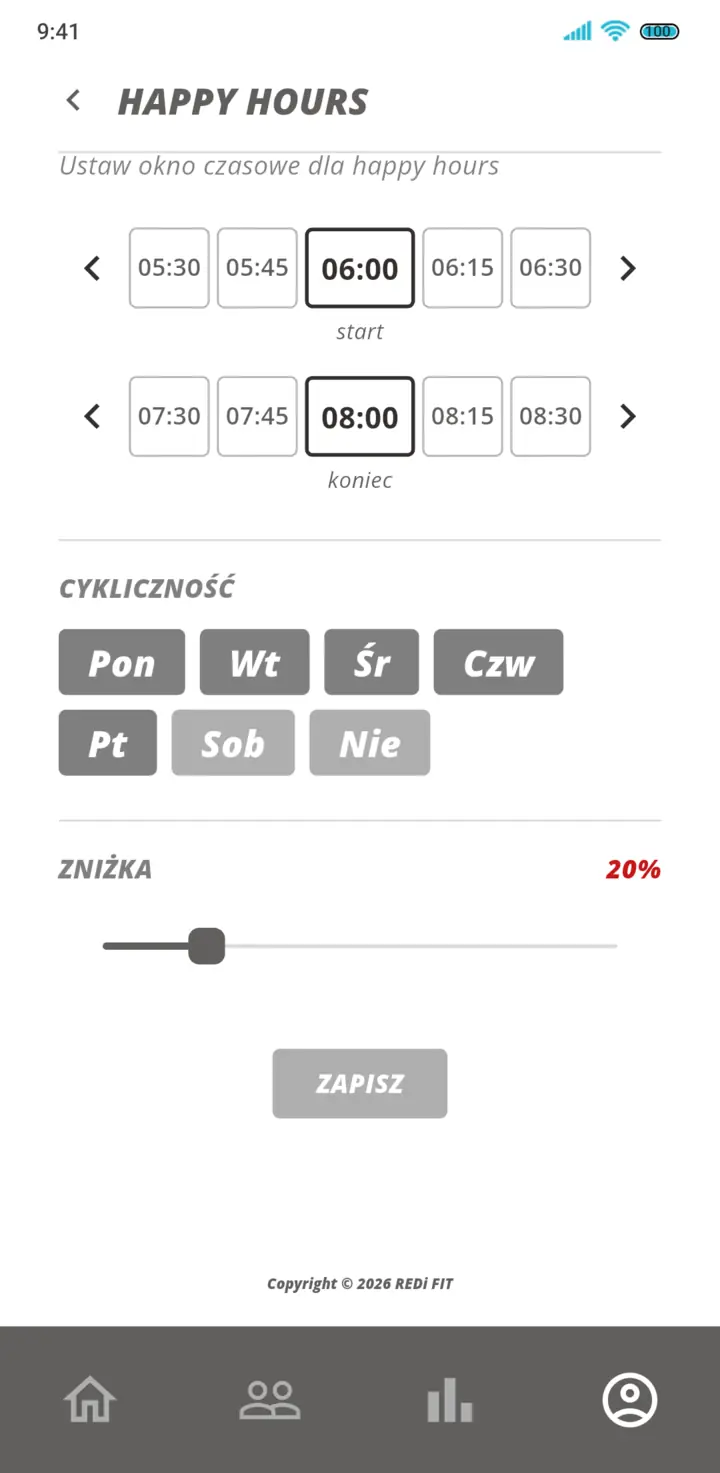 9:41
100
HAPPY HOURS
Ustaw okno czasowe dla happy hours
05:30 05:45 06:00 06:15 06:30
start
07:30 07:45 08:00 08:15 08:30
koniec
CYKLICZNOŚĆ
Pon Wt Śr Czw
Pt Sob Nie
ZNIŻKA 20%
ZAPISZ
Copyright © 2026 REDi FIT